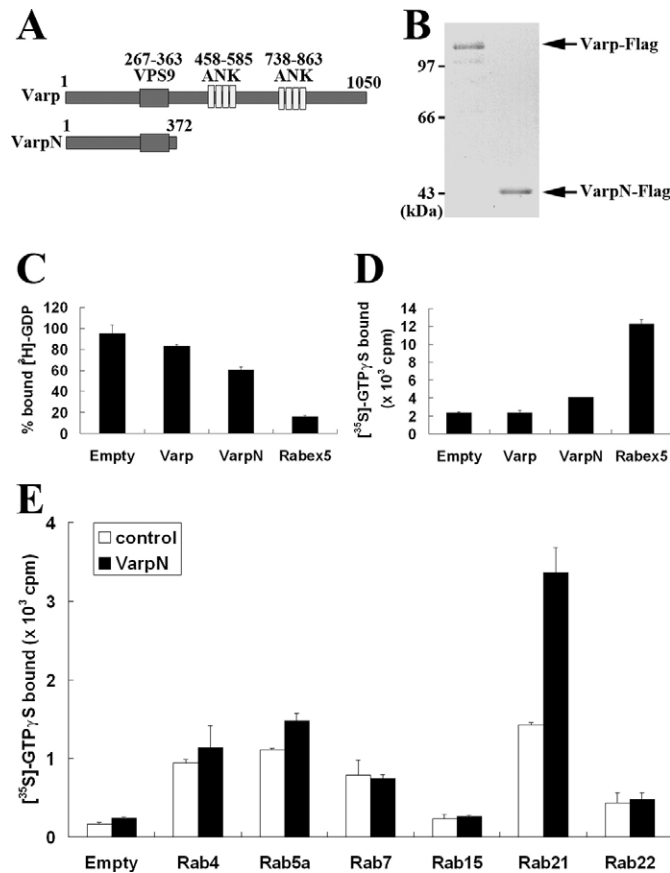 A
267-363 458-585 738-863
1 VPS9 ANK ANK 1050
Varp
1 372
VarpN
B
Varp-Flag
97
66
43
(kDa)
VarpN-Flag
C
% bound [³H]-GDP
120
100
80
60
40
20
0
Empty Varp VarpN Rabex5
D
[³⁵S]-GTPγS bound
(x 10³ cpm)
14
12
10
8
6
4
2
0
Empty Varp VarpN Rabex5
E
[³⁵S]-GTPγS bound (x 10³ cpm)
control
VarpN
4
3
2
1
0
Empty Rab4 Rab5a Rab7 Rab15 Rab21 Rab22